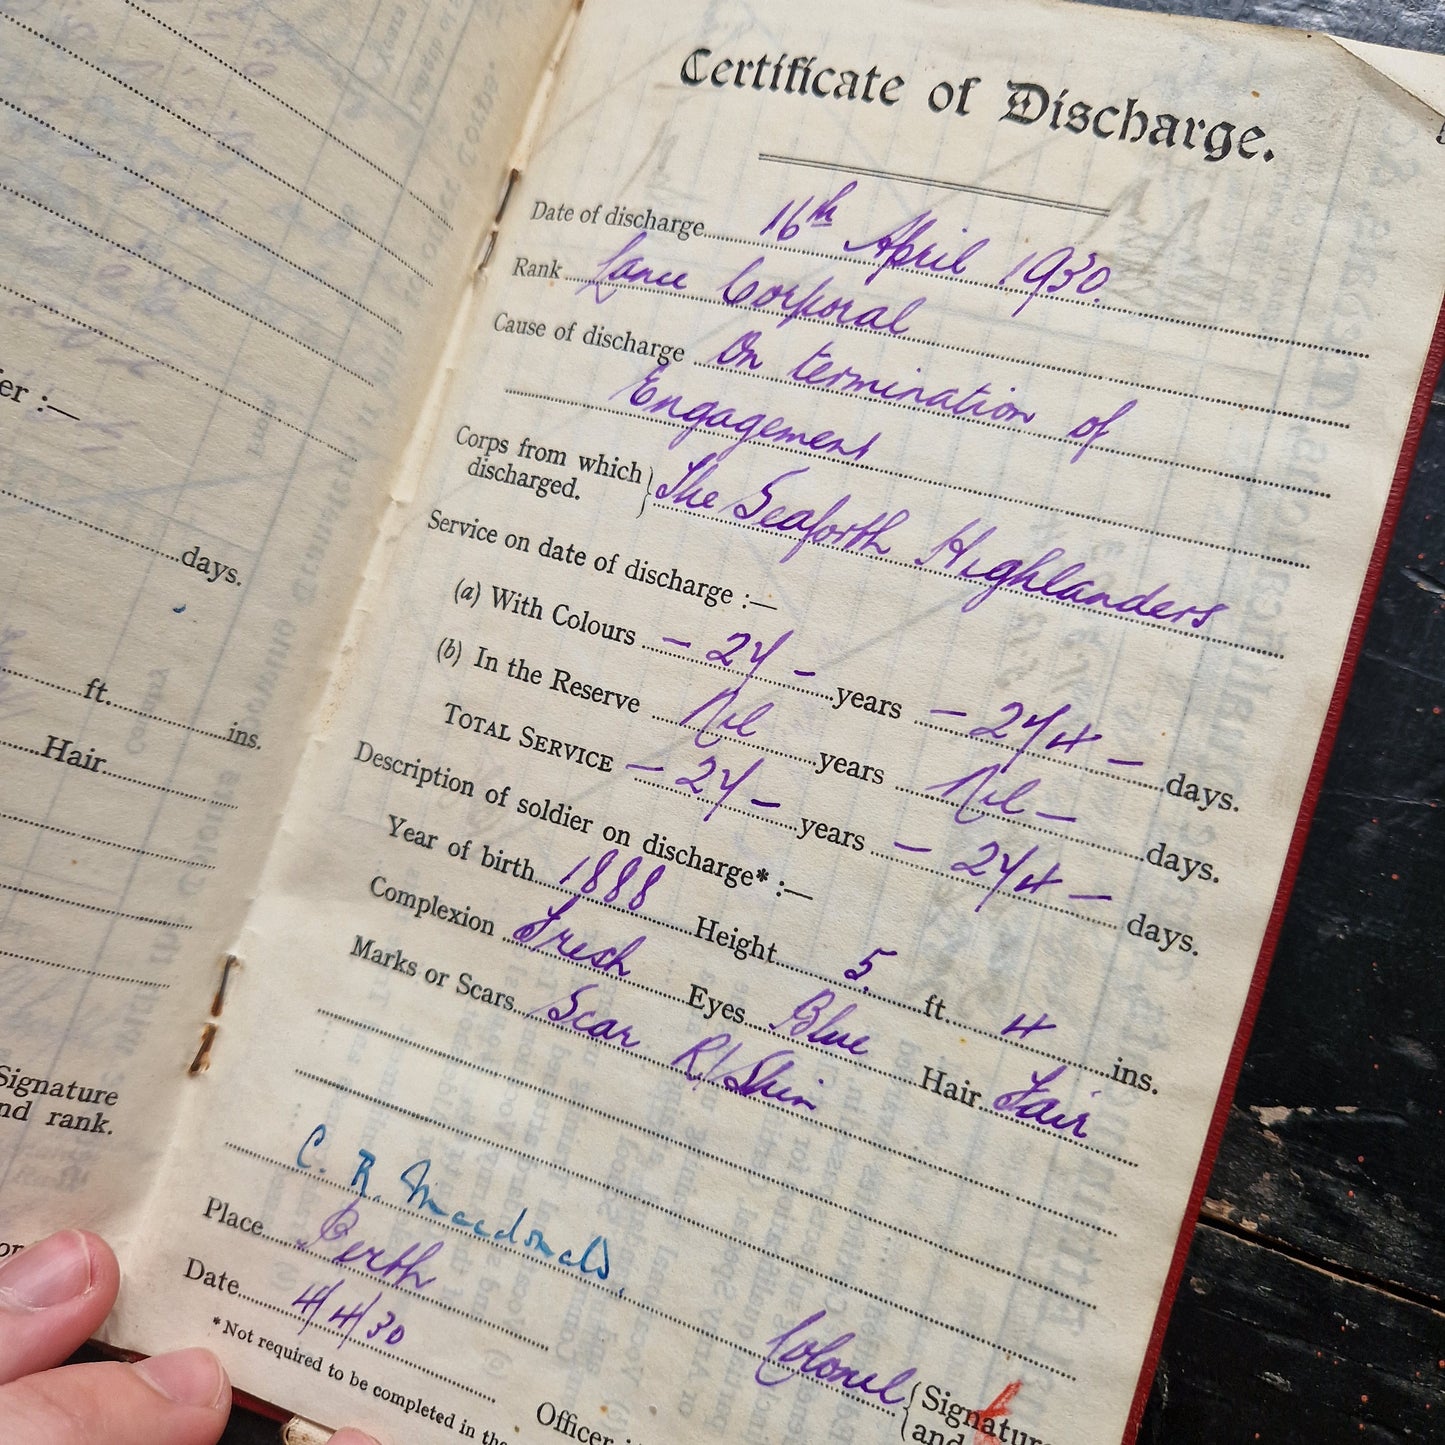 Certificate of Discharge.
Date of discharge 16th April 1930.
Rank Lance Corporal
Cause of discharge On termination of
Engagement
Corps from which discharged. } The Seaforth Highlanders
Service on date of discharge :—
(a) With Colours – 24 – years – 244 – days.
(b) In the Reserve Nil years Nil – days.
TOTAL SERVICE – 24 – years – 244 – days.
Description of soldier on discharge* :—
Year of birth 1888 Height 5. ft. 4 ins.
Complexion Fresh Eyes Blue Hair Fair
Marks or Scars Scar Rt Shin
C. R. Macdonald,
Colonel { Signature
and
Place Perth
Date 4/4/30
* Not required to be completed in the
Officer
er :—
days.
ft. ins.
Hair
Signature
nd rank.